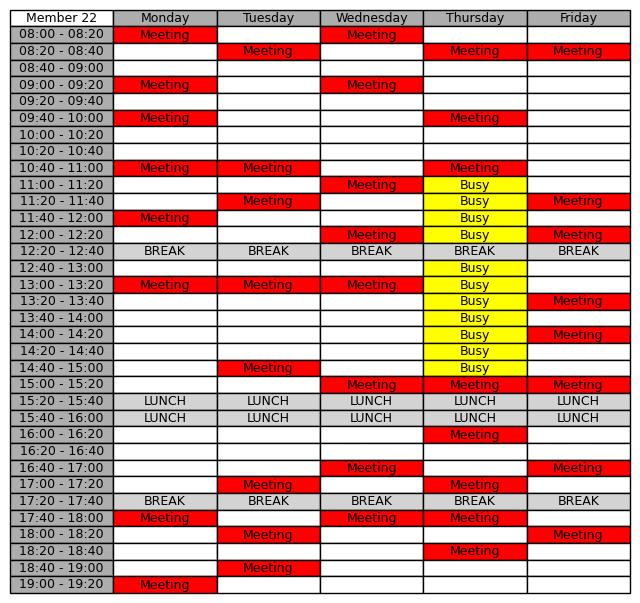 Member 22 Monday Tuesday Wednesday Thursday Friday
08:00 - 08:20 Meeting Meeting
08:20 - 08:40 Meeting Meeting Meeting
08:40 - 09:00
09:00 - 09:20 Meeting Meeting
09:20 - 09:40
09:40 - 10:00 Meeting Meeting
10:00 - 10:20
10:20 - 10:40
10:40 - 11:00 Meeting Meeting Meeting
11:00 - 11:20 Meeting Busy
11:20 - 11:40 Meeting Busy Meeting
11:40 - 12:00 Meeting Busy
12:00 - 12:20 Meeting Busy Meeting
12:20 - 12:40 BREAK BREAK BREAK BREAK BREAK
12:40 - 13:00 Busy
13:00 - 13:20 Meeting Meeting Meeting Busy
13:20 - 13:40 Busy Meeting
13:40 - 14:00 Busy
14:00 - 14:20 Busy Meeting
14:20 - 14:40 Busy
14:40 - 15:00 Meeting Busy
15:00 - 15:20 Meeting Meeting Meeting
15:20 - 15:40 LUNCH LUNCH LUNCH LUNCH LUNCH
15:40 - 16:00 LUNCH LUNCH LUNCH LUNCH LUNCH
16:00 - 16:20 Meeting
16:20 - 16:40
16:40 - 17:00 Meeting Meeting
17:00 - 17:20 Meeting Meeting
17:20 - 17:40 BREAK BREAK BREAK BREAK BREAK
17:40 - 18:00 Meeting Meeting Meeting
18:00 - 18:20 Meeting Meeting
18:20 - 18:40 Meeting
18:40 - 19:00 Meeting
19:00 - 19:20 Meeting